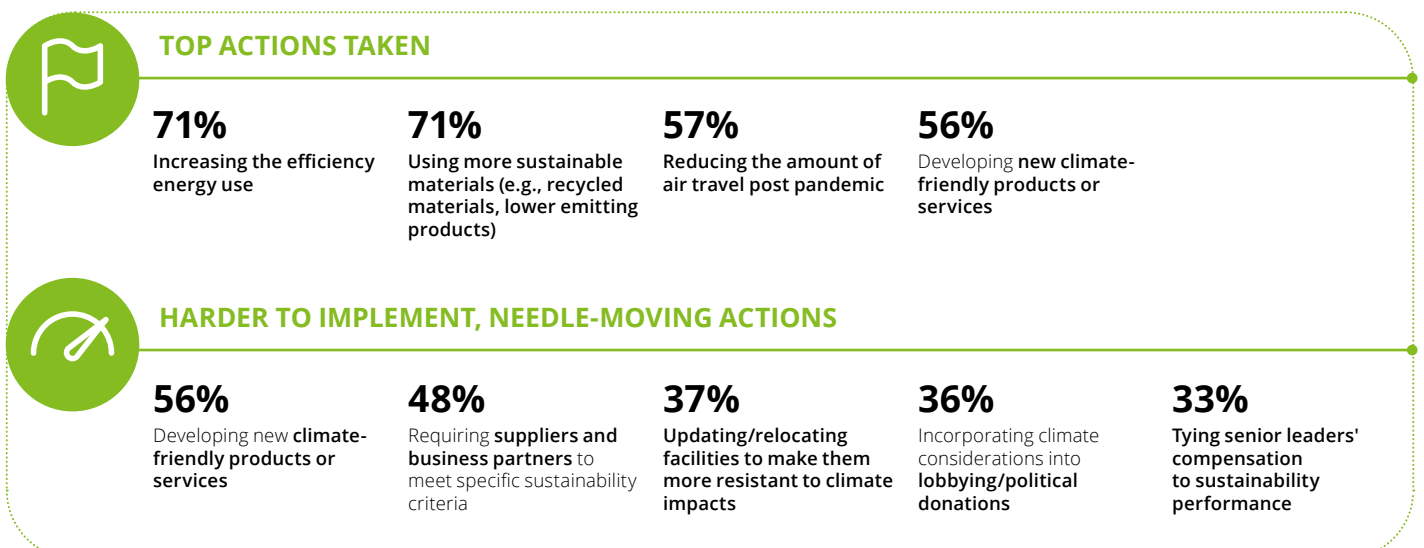 TOP ACTIONS TAKEN
71%
Increasing the efficiency
energy use
71%
Using more sustainable
materials (e.g., recycled
materials, lower emitting
products)
57%
Reducing the amount of
air travel post pandemic
56%
Developing new climate-
friendly products or
services
HARDER TO IMPLEMENT, NEEDLE-MOVING ACTIONS
56%
Developing new climate-
friendly products or
services
48%
Requiring suppliers and
business partners to
meet specific sustainability
criteria
37%
Updating/relocating
facilities to make them
more resistant to climate
impacts
36%
Incorporating climate
considerations into
lobbying/political
donations
33%
Tying senior leaders'
compensation
to sustainability
performance